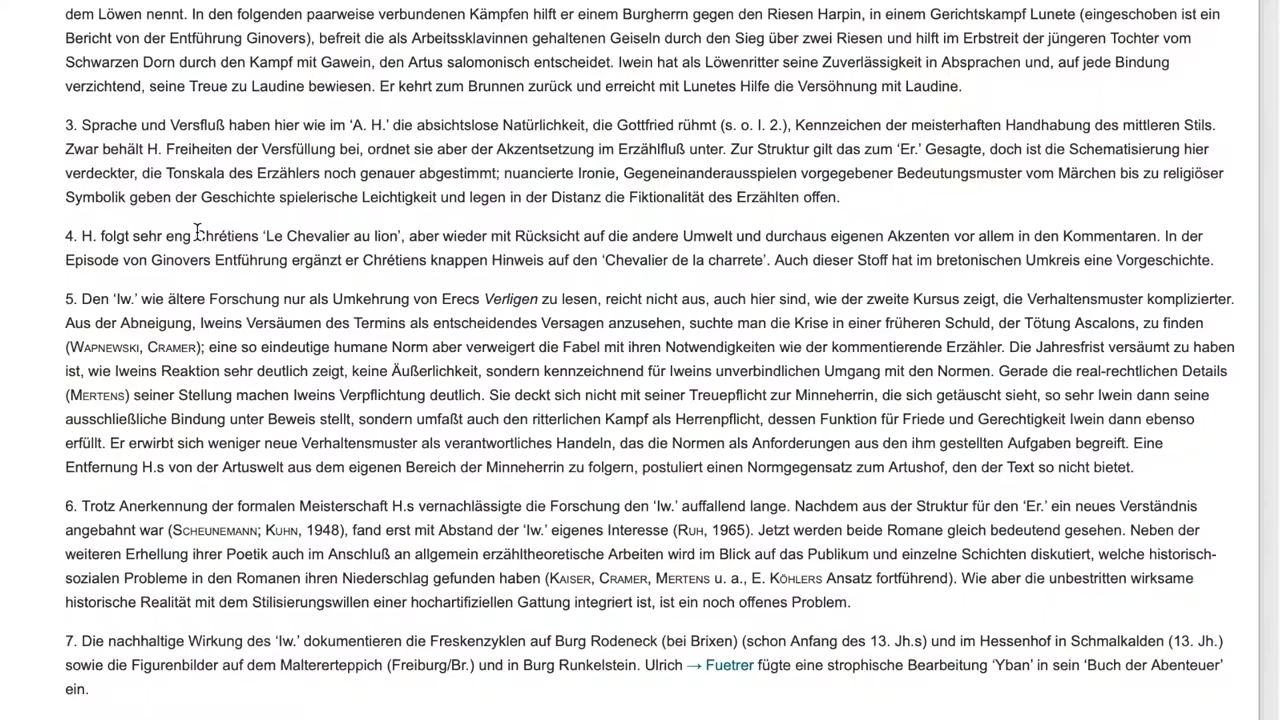 dem Löwen nennt. In den folgenden paarweise verbundenen Kämpfen hilft er einem Burgherrn gegen den Riesen Harpin, in einem Gerichtskampf Lunete (eingeschoben ist ein
Bericht von der Entführung Ginovers), befreit die als Arbeitssklavinnen gehaltenen Geiseln durch den Sieg über zwei Riesen und hilft im Erbstreit der jüngeren Tochter vom
Schwarzen Dorn durch den Kampf mit Gawein, den Artus salomonisch entscheidet. Iwein hat als Löwenritter seine Zuverlässigkeit in Absprachen und, auf jede Bindung
verzichtend, seine Treue zu Laudine bewiesen. Er kehrt zum Brunnen zurück und erreicht mit Lunetes Hilfe die Versöhnung mit Laudine.
3. Sprache und Versfluß haben hier wie im ‘A. H.’ die absichtslose Natürlichkeit, die Gottfried rühmt (s. o. I. 2.), Kennzeichen der meisterhaften Handhabung des mittleren Stils.
Zwar behält H. Freiheiten der Versfüllung bei, ordnet sie aber der Akzentsetzung im Erzählfluß unter. Zur Struktur gilt das zum ‘Er.’ Gesagte, doch ist die Schematisierung hier
verdeckter, die Tonskala des Erzählers noch genauer abgestimmt; nuancierte Ironie, Gegeneinanderausspielen vorgegebener Bedeutungsmuster vom Märchen bis zu religiöser
Symbolik geben der Geschichte spielerische Leichtigkeit und legen in der Distanz die Fiktionalität des Erzählten offen.
4. H. folgt sehr eng Chrétiens ‘Le Chevalier au lion’, aber wieder mit Rücksicht auf die andere Umwelt und durchaus eigenen Akzenten vor allem in den Kommentaren. In der
Episode von Ginovers Entführung ergänzt er Chrétiens knappen Hinweis auf den ‘Chevalier de la charrete’. Auch dieser Stoff hat im bretonischen Umkreis eine Vorgeschichte.
5. Den ‘Iw.’ wie ältere Forschung nur als Umkehrung von Erecs Verligen zu lesen, reicht nicht aus, auch hier sind, wie der zweite Kursus zeigt, die Verhaltensmuster komplizierter.
Aus der Abneigung, Iweins Versäumen des Termins als entscheidendes Versagen anzusehen, suchte man die Krise in einer früheren Schuld, der Tötung Ascalons, zu finden
(WAPNEWSKI, CRAMER); eine so eindeutige humane Norm aber verweigert die Fabel mit ihren Notwendigkeiten wie der kommentierende Erzähler. Die Jahresfrist versäumt zu haben
ist, wie Iweins Reaktion sehr deutlich zeigt, keine Äußerlichkeit, sondern kennzeichnend für Iweins unverbindlichen Umgang mit den Normen. Gerade die real-rechtlichen Details
(MERTENS) seiner Stellung machen Iweins Verpflichtung deutlich. Sie deckt sich nicht mit seiner Treuepflicht zur Minneherrin, die sich getäuscht sieht, so sehr Iwein dann seine
ausschließliche Bindung unter Beweis stellt, sondern umfaßt auch den ritterlichen Kampf als Herrenpflicht, dessen Funktion für Friede und Gerechtigkeit Iwein dann ebenso
erfüllt. Er erwirbt sich weniger neue Verhaltensmuster als verantwortliches Handeln, das die Normen als Anforderungen aus den ihm gestellten Aufgaben begreift. Eine
Entfernung H.s von der Artuswelt aus dem eigenen Bereich der Minneherrin zu folgern, postuliert einen Normgegensatz zum Artushof, den der Text so nicht bietet.
6. Trotz Anerkennung der formalen Meisterschaft H.s vernachlässigte die Forschung den ‘Iw.’ auffallend lange. Nachdem aus der Struktur für den ‘Er.’ ein neues Verständnis
angebahnt war (SCHEUNEMANN; KUHN, 1948), fand erst mit Abstand der ‘Iw.’ eigenes Interesse (RUH, 1965). Jetzt werden beide Romane gleich bedeutend gesehen. Neben der
weiteren Erhellung ihrer Poetik auch im Anschluß an allgemein erzähltheoretische Arbeiten wird im Blick auf das Publikum und einzelne Schichten diskutiert, welche historisch-
sozialen Probleme in den Romanen ihren Niederschlag gefunden haben (KAISER, CRAMER, MERTENS u. a., E. KÖHLERS Ansatz fortführend). Wie aber die unbestritten wirksame
historische Realität mit dem Stilisierungswillen einer hochartifiziellen Gattung integriert ist, ist ein noch offenes Problem.
7. Die nachhaltige Wirkung des ‘Iw.’ dokumentieren die Freskenzyklen auf Burg Rodeneck (bei Brixen) (schon Anfang des 13. Jh.s) und im Hessenhof in Schmalkalden (13. Jh.)
sowie die Figurenbilder auf dem Maltererteppich (Freiburg/Br.) und in Burg Runkelstein. Ulrich → Fuetrer fügte eine strophische Bearbeitung ‘Yban’ in sein ‘Buch der Abenteuer’
ein.